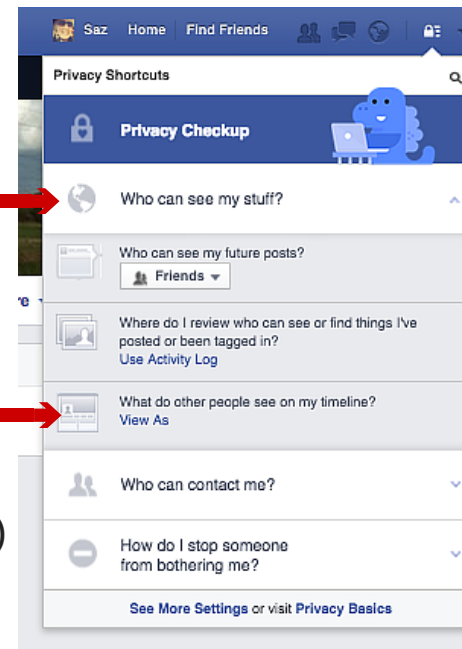 Saz Home Find Friends
Privacy Shortcuts
Privacy Checkup
Who can see my stuff?
Who can see my future posts?
Friends
re
Where do I review who can see or find things I've
posted or been tagged in?
Use Activity Log
What do other people see on my timeline?
View As
Who can contact me?
)
How do I stop someone
from bothering me?
See More Settings or visit Privacy Basics